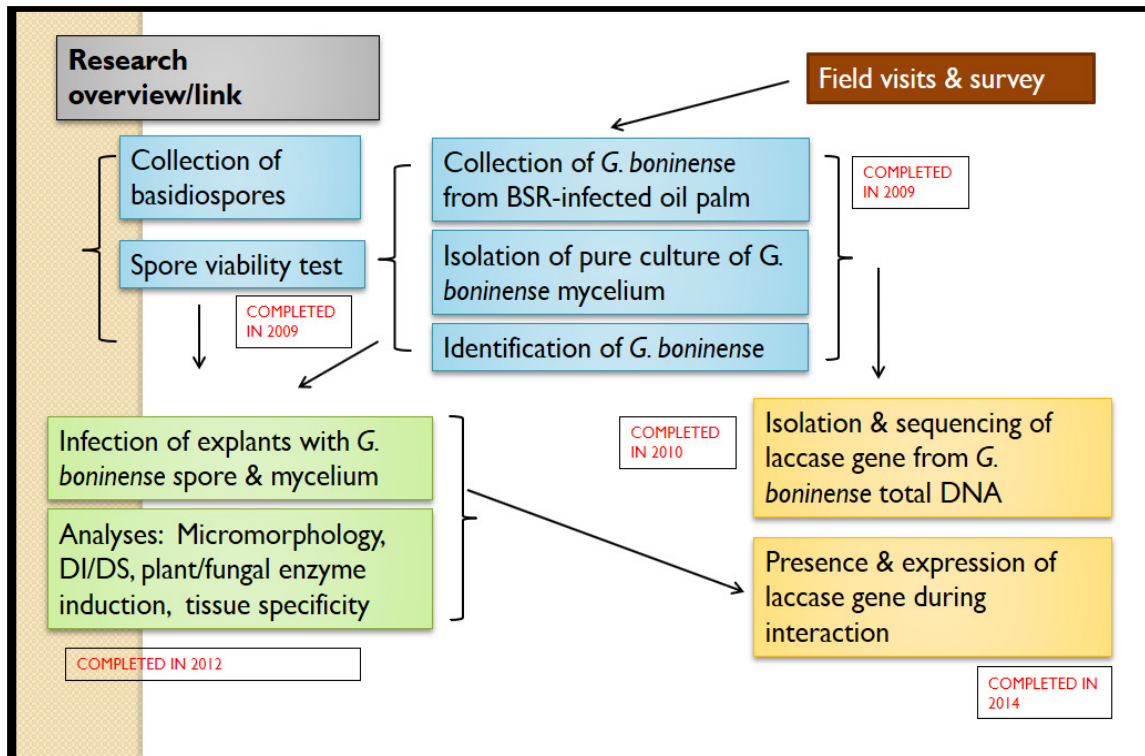 Research
overview/link
Field visits & survey
Collection of
basidiospores
Spore viability test
COMPLETED
IN 2009
Collection of G. boninense
from BSR-infected oil palm
Isolation of pure culture of G.
boninense mycelium
Identification of G. boninense
COMPLETED
IN 2009
Infection of explants with G.
boninense spore & mycelium
Analyses: Micromorphology,
DI/DS, plant/fungal enzyme
induction, tissue specificity
COMPLETED IN 2012
COMPLETED
IN 2010
Isolation & sequencing of
laccase gene from G.
boninense total DNA
Presence & expression of
laccase gene during
interaction
COMPLETED IN
2014